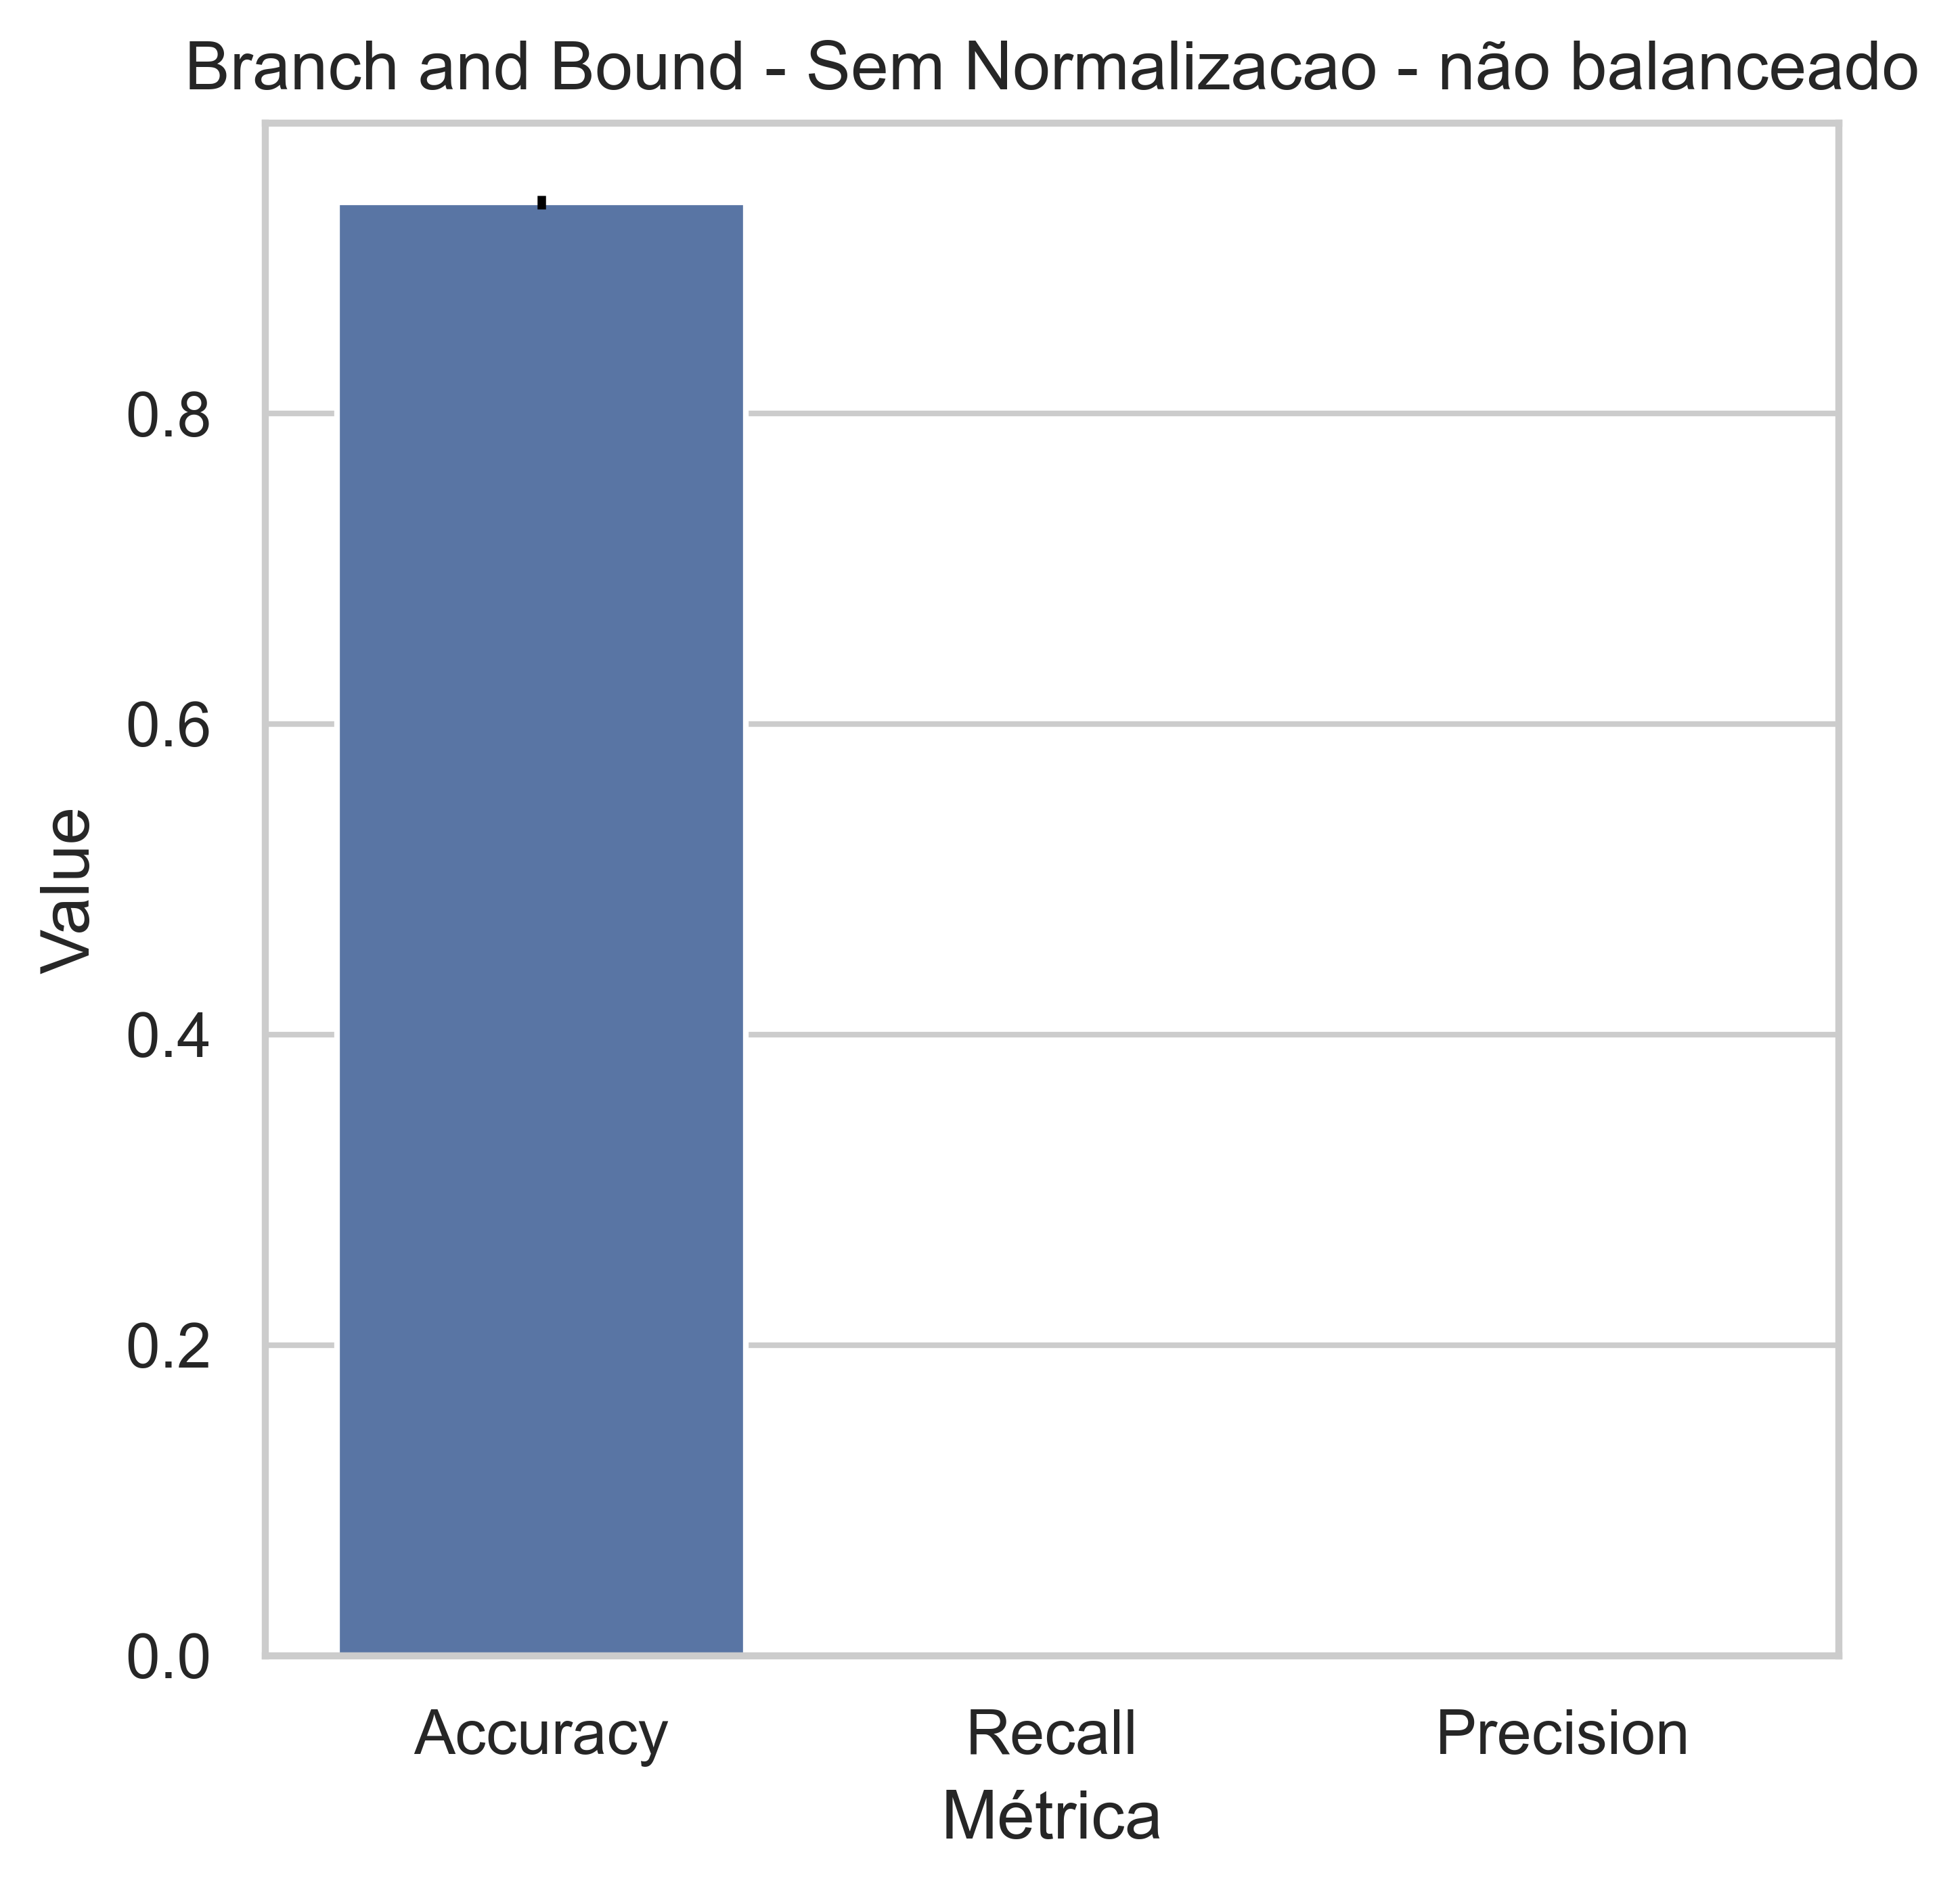 Branch and Bound - Sem Normalizacao - não balanceado
0.8
0.6
0.4
0.2
0.0
Value
Accuracy Recall Precision
Métrica